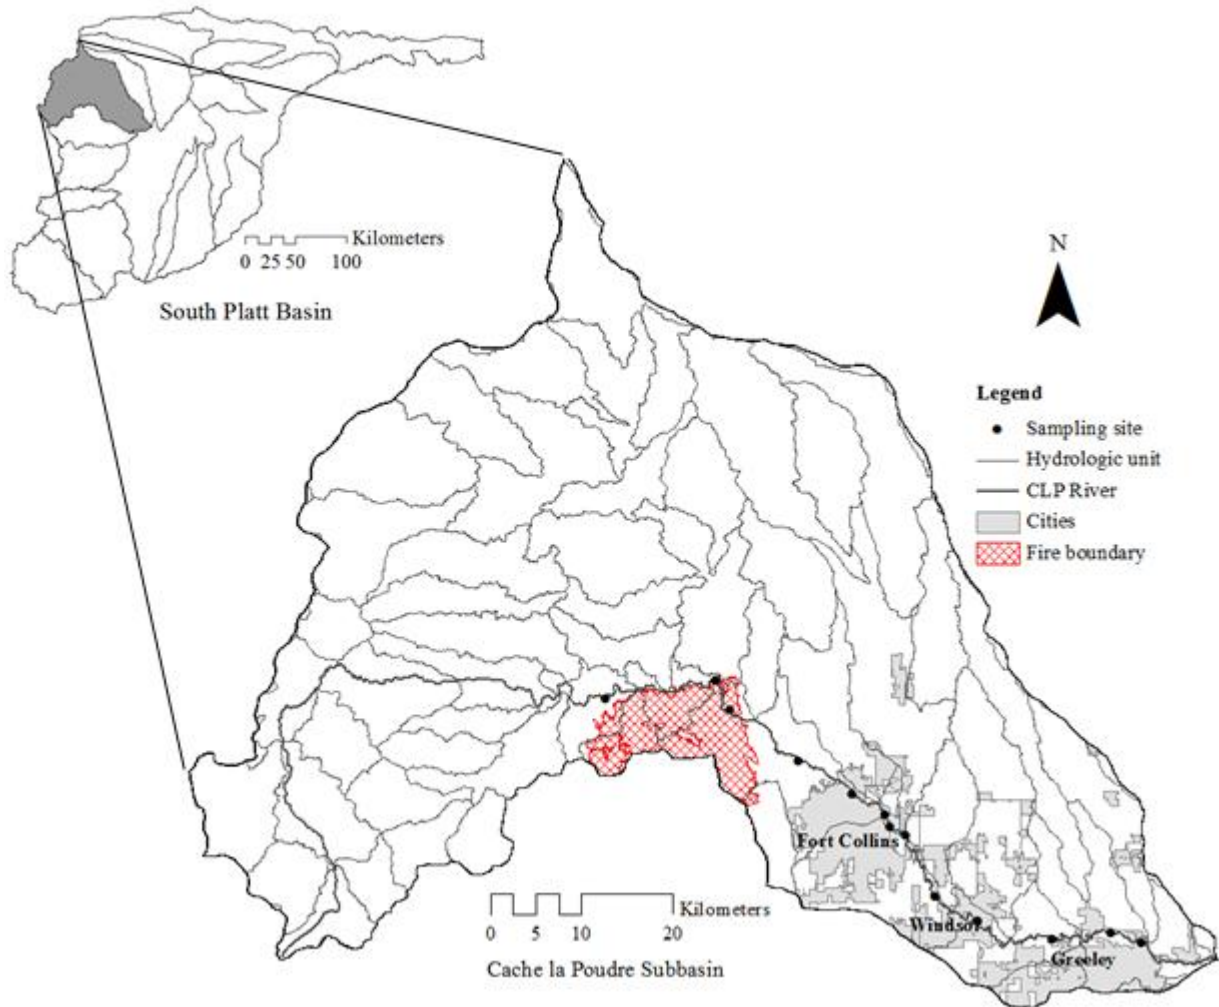 Kilometers
0 25 50 100
South Platt Basin
N
Legend
Sampling site
Hydrologic unit
CLP River
Cities
Fire boundary
Fort Collins
Windsor
Greeley
Kilometers
0 5 10 20
Cache la Poudre Subbasin